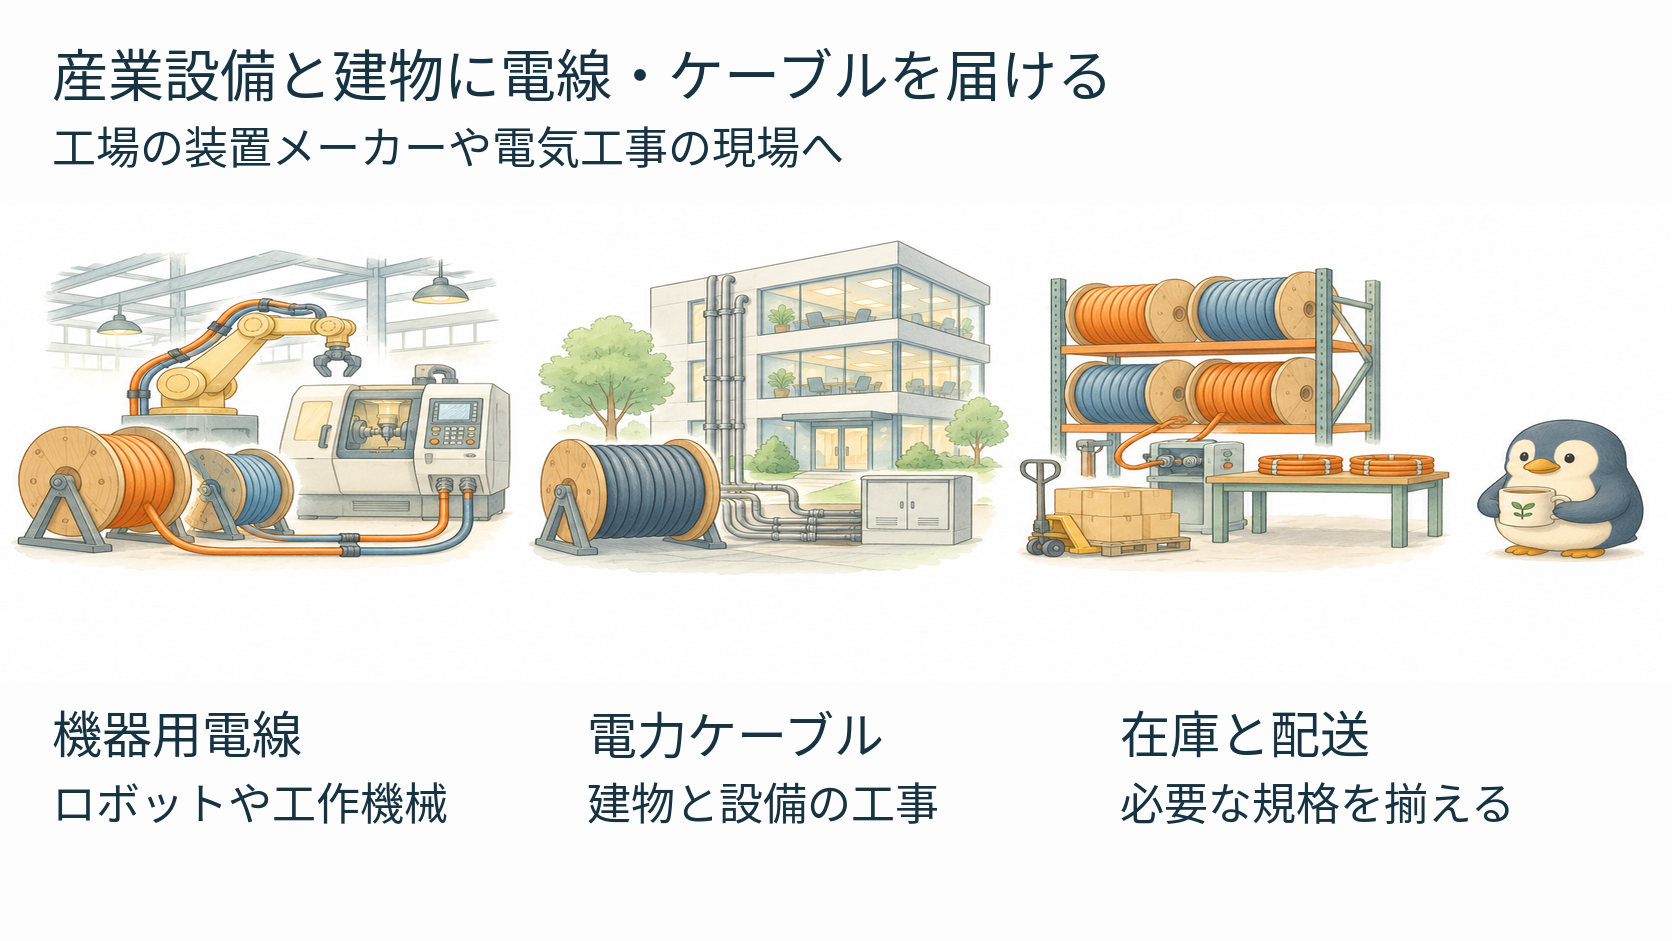 産業設備と建物に電線・ケーブルを届ける
工場の装置メーカーや電気工事の現場へ
機器用電線
ロボットや工作機械
電力ケーブル
建物と設備の工事
在庫と配送
必要な規格を揃える